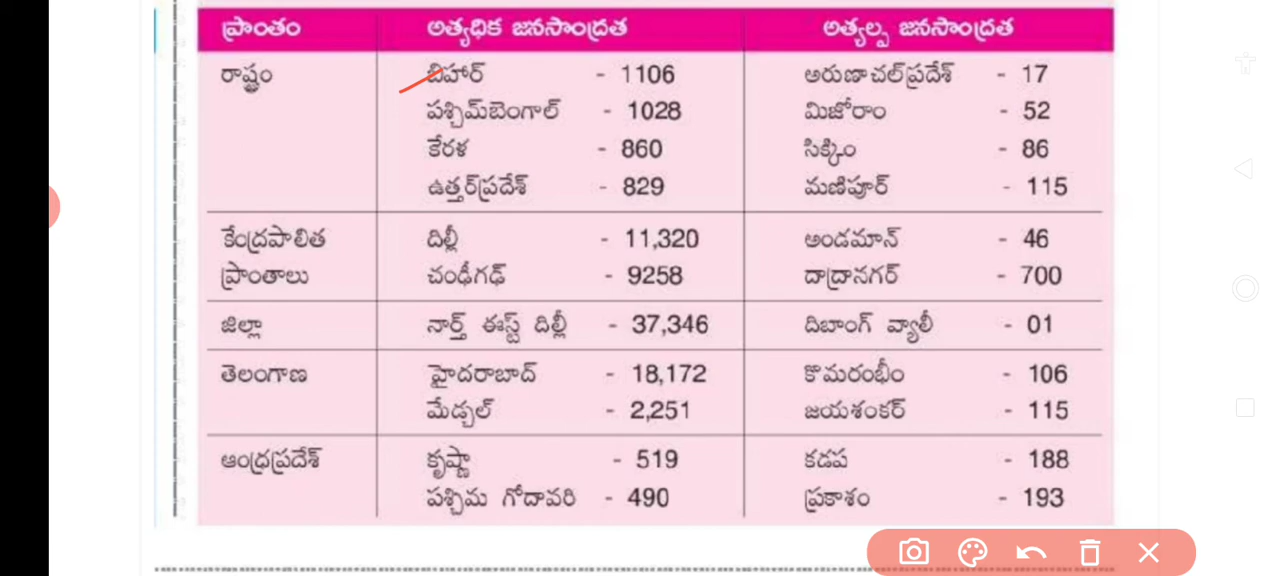 ప్రాంతం అత్యధిక జనసాంద్రత అత్యల్ప జనసాంద్రత
రాష్ట్రం బిహార్ - 1106 అరుణాచల్‌ప్రదేశ్ - 17
పశ్చిమ్‌బెంగాల్ - 1028 మిజోరాం - 52
కేరళ - 860 సిక్కిం - 86
ఉత్తర్‌ప్రదేశ్ - 829 మణిపూర్ - 115
కేంద్రపాలిత ఢిల్లీ - 11,320 అండమాన్ - 46
ప్రాంతాలు చండీగఢ్ - 9258 దాద్రానగర్ - 700
జిల్లా నార్త్ ఈస్ట్ ఢిల్లీ - 37,346 దిబాంగ్ వ్యాలీ - 01
తెలంగాణ హైదరాబాద్ - 18,172 కొమరంభీం - 106
మేడ్చల్ - 2,251 జయశంకర్ - 115
ఆంధ్రప్రదేశ్ కృష్ణా - 519 కడప - 188
పశ్చిమ గోదావరి - 490 ప్రకాశం - 193